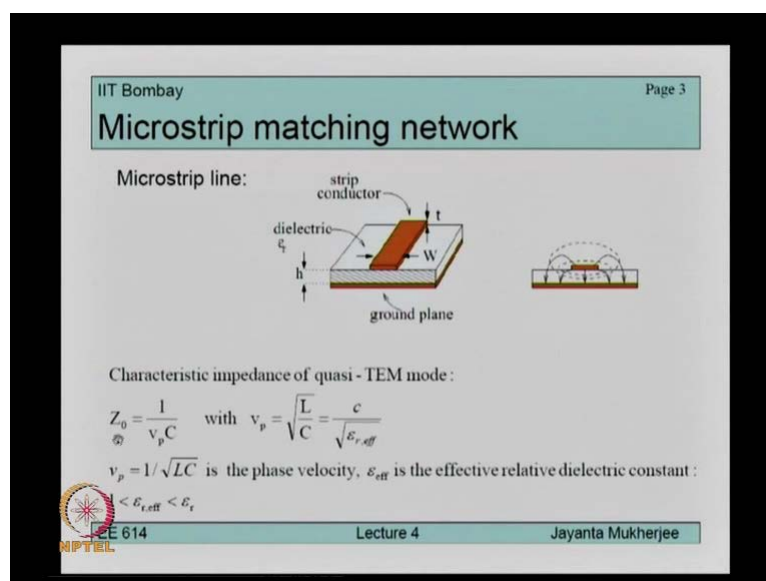 IIT Bombay
Page 3
Microstrip matching network
Microstrip line:
strip
conductor
t
dielectric
εr
W
h
ground plane
Characteristic impedance of quasi - TEM mode :
Z₀ = 1/(vₚC) with vₚ = √(L/C) = c/√(εr,eff)
vₚ = 1/√LC is the phase velocity, εeff is the effective relative dielectric constant :
1 < εr,eff < εr
EE 614
Lecture 4
Jayanta Mukherjee
NPTEL